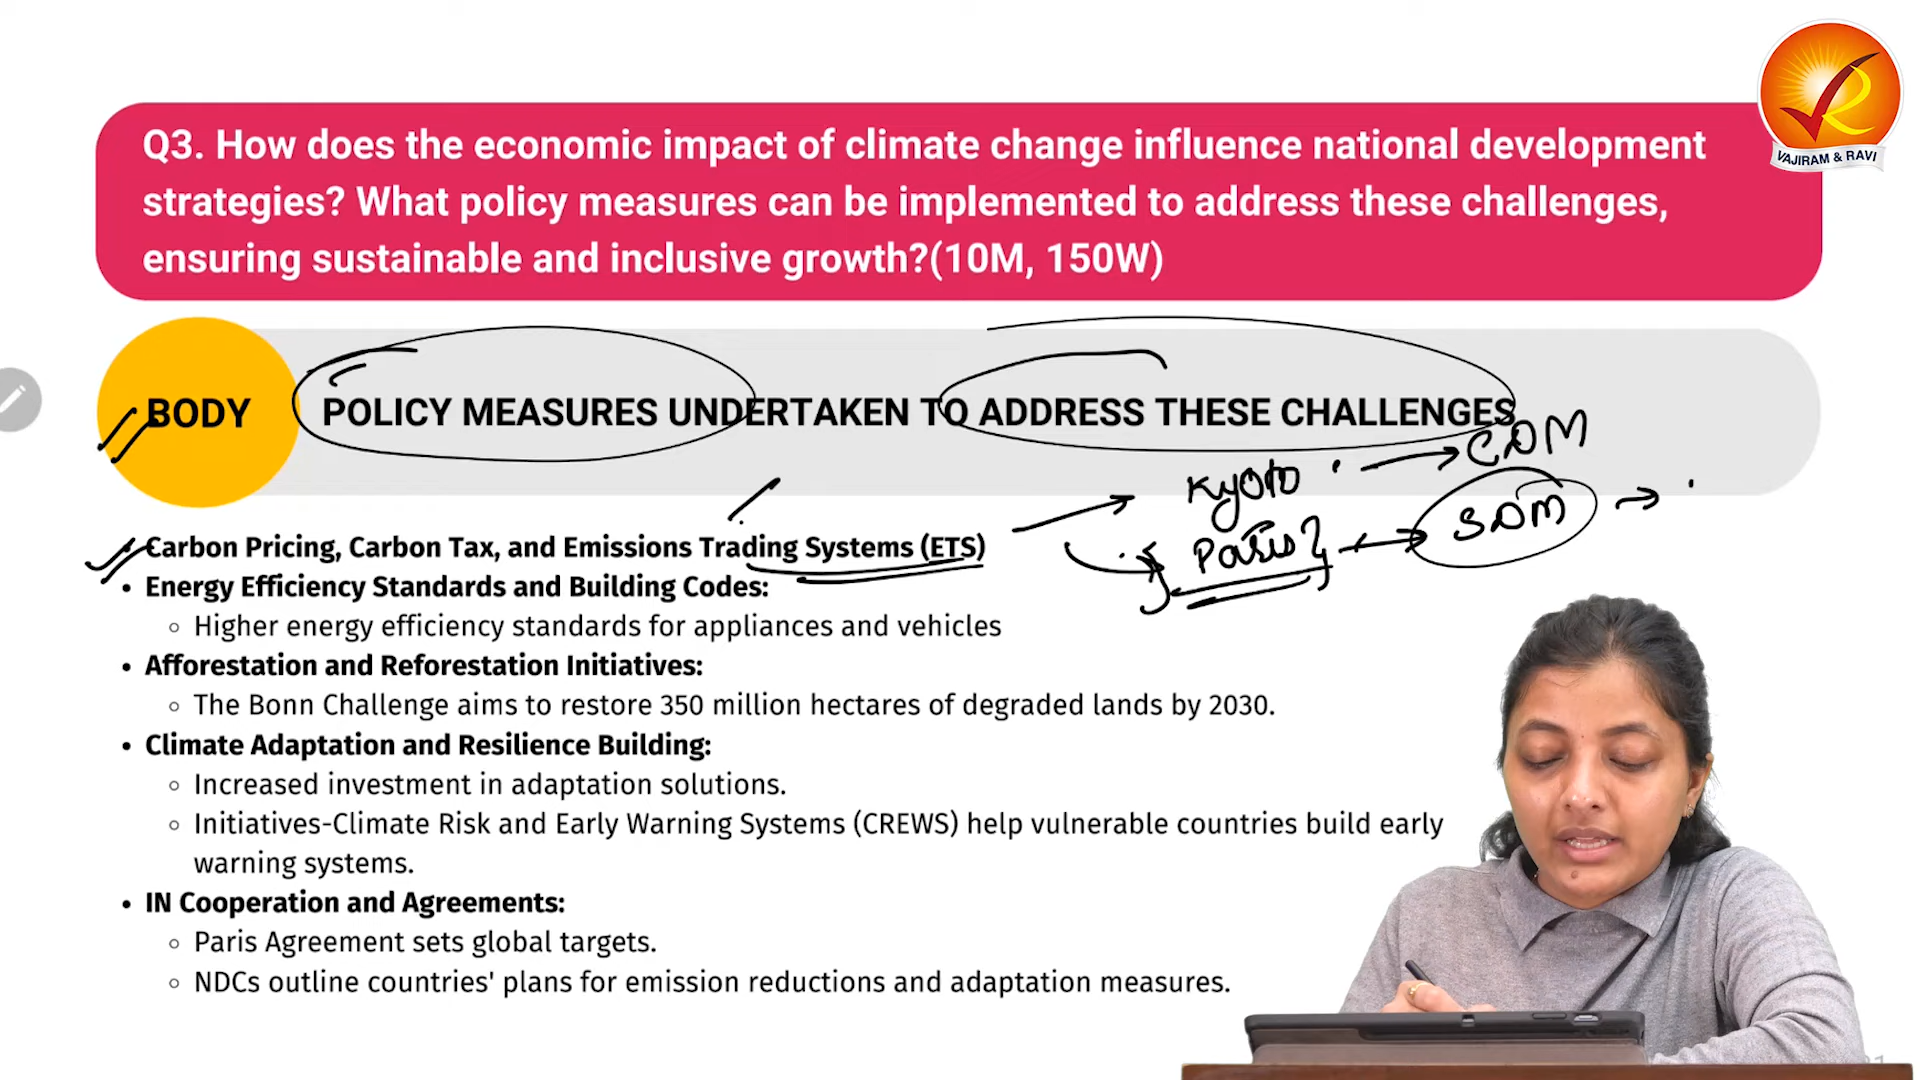 VAJIRAM & RAVI
Q3. How does the economic impact of climate change influence national development
strategies? What policy measures can be implemented to address these challenges,
ensuring sustainable and inclusive growth?(10M, 150W)
BODY
POLICY MEASURES UNDERTAKEN TO ADDRESS THESE CHALLENGES
Kyoto
CDM
Paris
SDM
Carbon Pricing, Carbon Tax, and Emissions Trading Systems (ETS)
• Energy Efficiency Standards and Building Codes:
◦ Higher energy efficiency standards for appliances and vehicles
• Afforestation and Reforestation Initiatives:
◦ The Bonn Challenge aims to restore 350 million hectares of degraded lands by 2030.
• Climate Adaptation and Resilience Building:
◦ Increased investment in adaptation solutions.
◦ Initiatives-Climate Risk and Early Warning Systems (CREWS) help vulnerable countries build early
warning systems.
• IN Cooperation and Agreements:
◦ Paris Agreement sets global targets.
◦ NDCs outline countries' plans for emission reductions and adaptation measures.